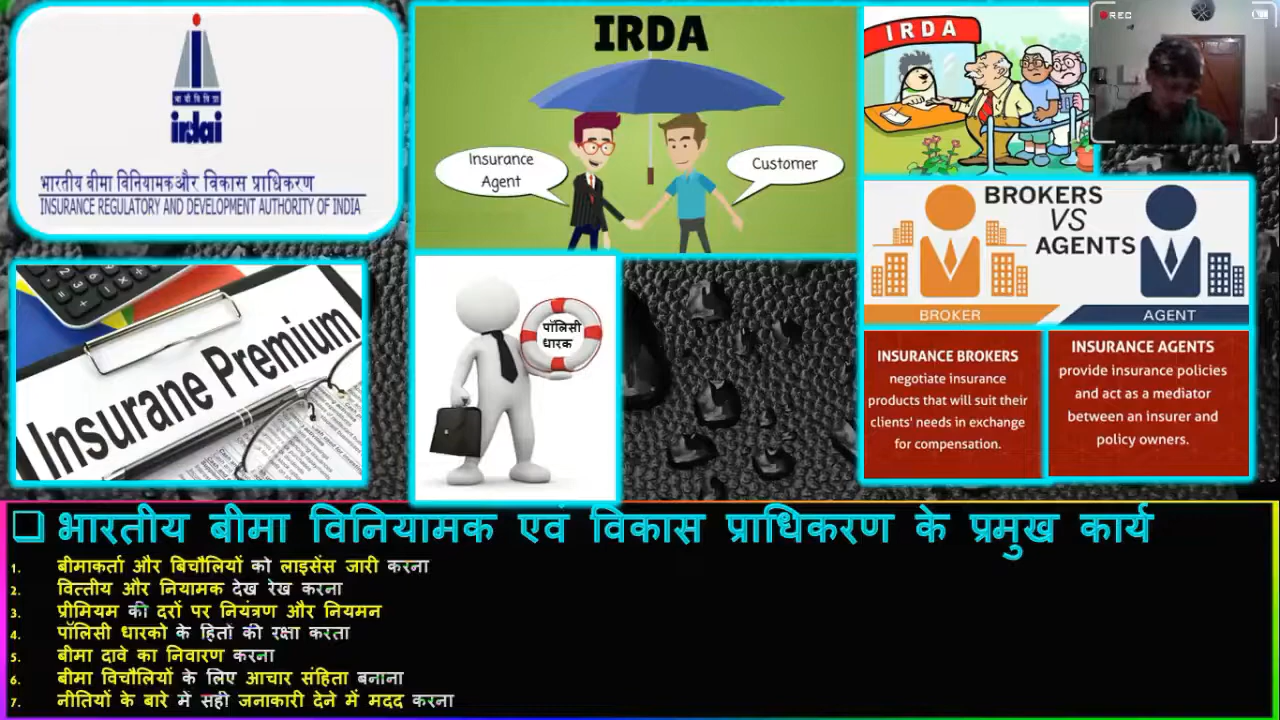 भा बी वि वि प्रा
irdai
भारतीय बीमा विनियामकऔर विकास प्राधिकरण
INSURANCE REGULATORY AND DEVELOPMENT AUTHORITY OF INDIA
IRDA
Insurance
Agent
Customer
IRDA
REC
BROKERS
VS
AGENTS
BROKER
AGENT
INSURANCE BROKERS
negotiate insurance
products that will suit their
clients' needs in exchange
for compensation.
INSURANCE AGENTS
provide insurance policies
and act as a mediator
between an insurer and
policy owners.
Insurane Premium
पॉलिसी
धारक
❑ भारतीय बीमा विनियामक एवं विकास प्राधिकरण के प्रमुख कार्य
1. बीमाकर्ता और बिचौलियों को लाइसेंस जारी करना
2. वित्तीय और नियामक देख रेख करना
3. प्रीमियम की दरों पर नियंत्रण और नियमन
4. पॉलिसी धारको के हितों की रक्षा करता
5. बीमा दावे का निवारण करना
6. बीमा विचौलियों के लिए आचार संहिता बनाना
7. नीतियों के बारे में सही जनाकारी देने में मदद करना